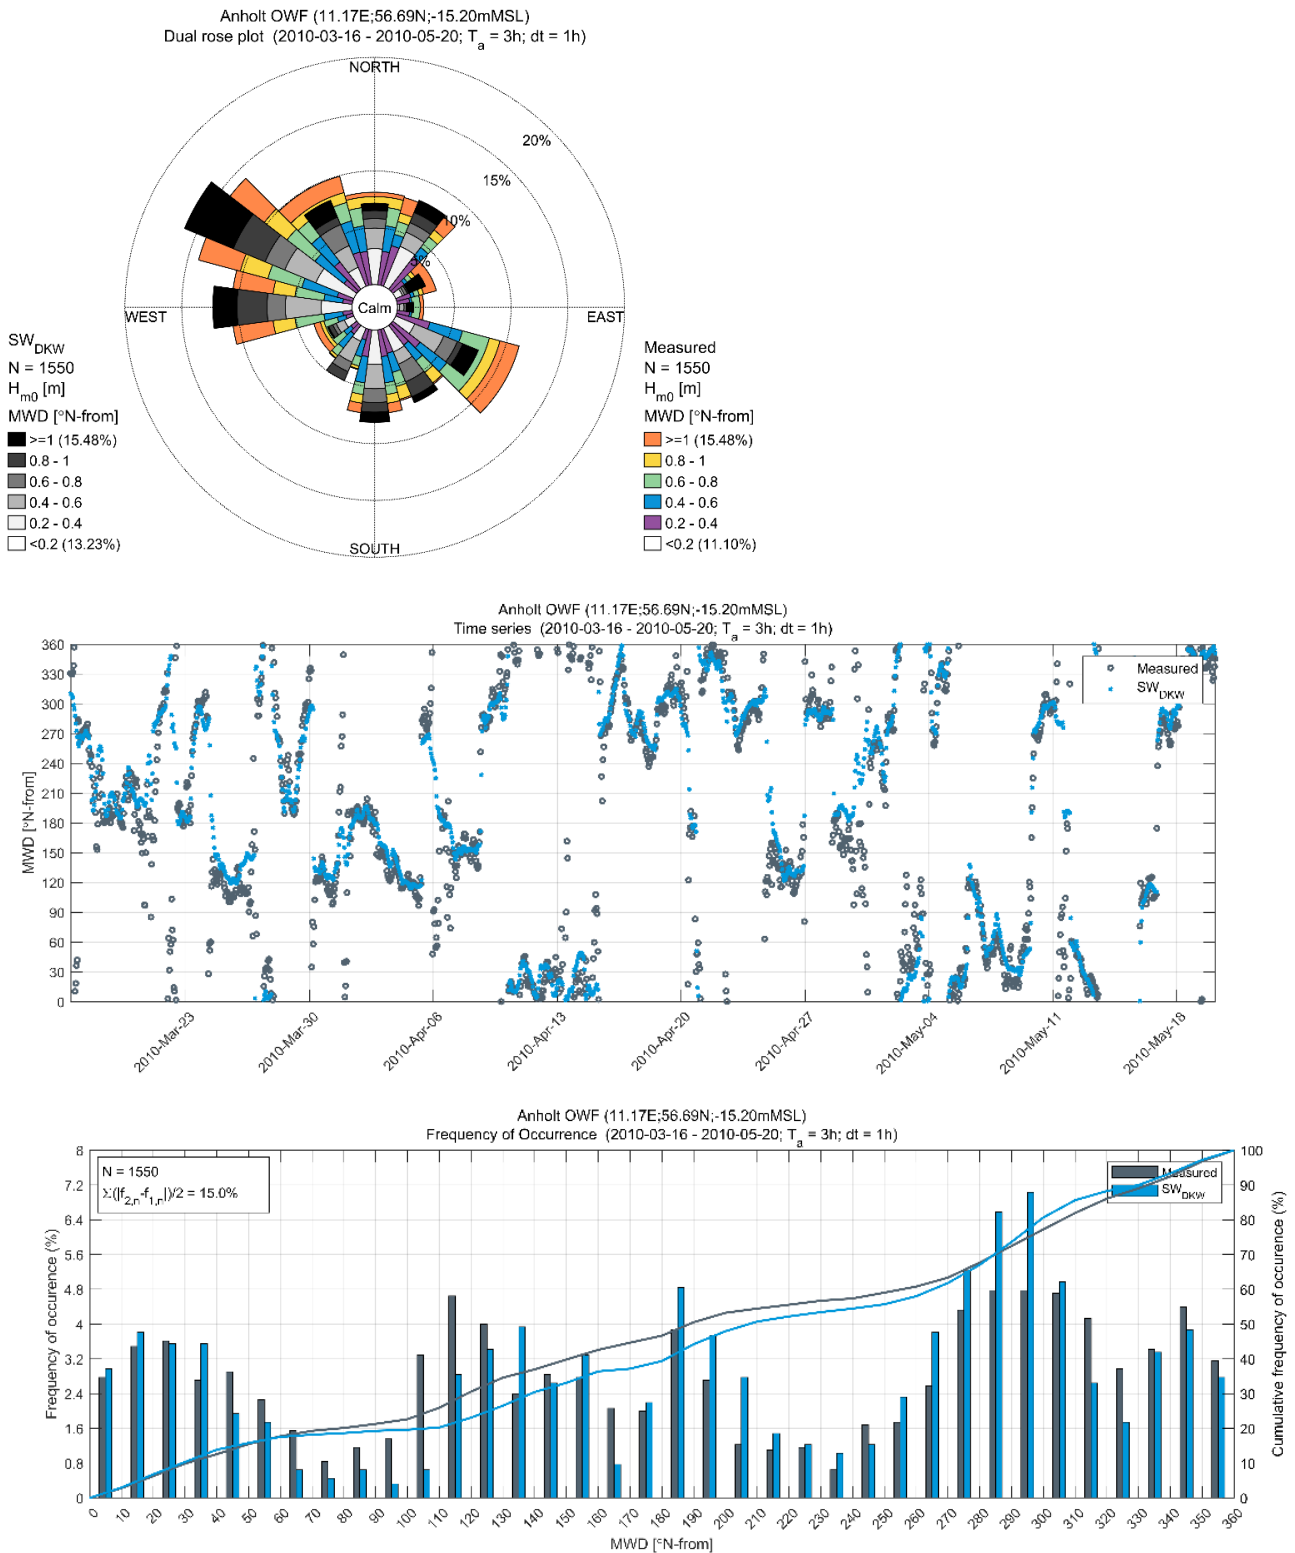 Anholt OWF (11.17E;56.69N;-15.20mMSL)
Dual rose plot (2010-03-16 - 2010-05-20; Ta = 3h; dt = 1h)
NORTH
20%
15%
10%
5%
Calm
WEST
EAST
SOUTH
SWDKW
N = 1550
Hm0 [m]
MWD [°N-from]
>=1 (15.48%)
0.8 - 1
0.6 - 0.8
0.4 - 0.6
0.2 - 0.4
<0.2 (13.23%)
Measured
N = 1550
Hm0 [m]
MWD [°N-from]
>=1 (15.48%)
0.8 - 1
0.6 - 0.8
0.4 - 0.6
0.2 - 0.4
<0.2 (11.10%)
Anholt OWF (11.17E;56.69N;-15.20mMSL)
Time series (2010-03-16 - 2010-05-20; Ta = 3h; dt = 1h)
MWD [°N-from]
360
330
300
270
240
210
180
150
120
90
60
30
0
Measured
SWDKW
2010-Mar-23
2010-Mar-30
2010-Apr-06
2010-Apr-13
2010-Apr-20
2010-Apr-27
2010-May-04
2010-May-11
2010-May-18
Anholt OWF (11.17E;56.69N;-15.20mMSL)
Frequency of Occurrence (2010-03-16 - 2010-05-20; Ta = 3h; dt = 1h)
N = 1550
Σ(|f2,n-f1,n|)/2 = 15.0%
Measured
SWDKW
Frequency of occurence (%)
8
7.2
6.4
5.6
4.8
4
3.2
2.4
1.6
0.8
0
Cumulative frequency of occurence (%)
100
90
80
70
60
50
40
30
20
10
0
0 10 20 30 40 50 60 70 80 90 100 110 120 130 140 150 160 170 180 190 200 210 220 230 240 250 260 270 280 290 300 310 320 330 340 350 360
MWD [°N-from]